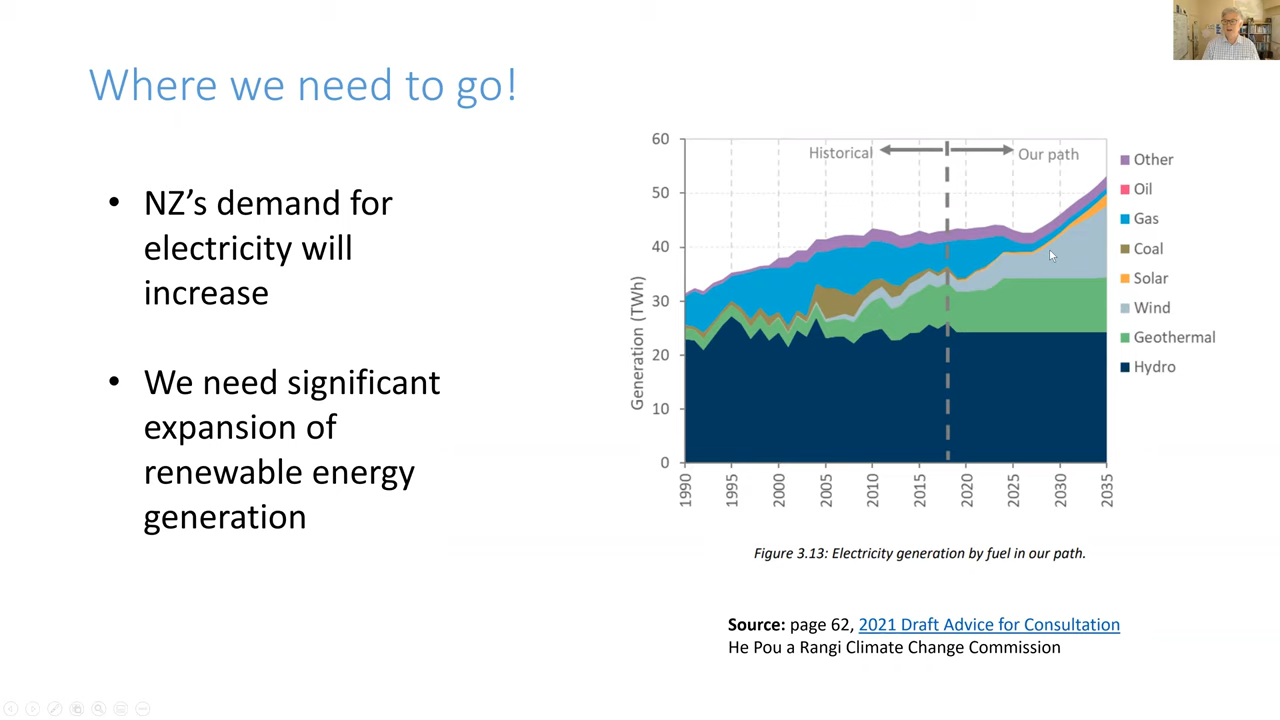 Where we need to go!
• NZ’s demand for
electricity will
increase
• We need significant
expansion of
renewable energy
generation
Generation (TWh)
60
50
40
30
20
10
0
Historical
Our path
1990
1995
2000
2005
2010
2015
2020
2025
2030
2035
Other
Oil
Gas
Coal
Solar
Wind
Geothermal
Hydro
Figure 3.13: Electricity generation by fuel in our path.
Source: page 62, 2021 Draft Advice for Consultation
He Pou a Rangi Climate Change Commission